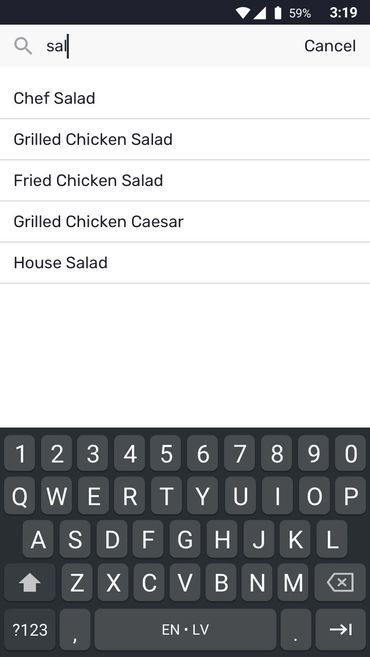 59% 3:19
sal Cancel
Chef Salad
Grilled Chicken Salad
Fried Chicken Salad
Grilled Chicken Caesar
House Salad
1 2 3 4 5 6 7 8 9 0
Q W E R T Y U I O P
A S D F G H J K L
Z X C V B N M
?123 , EN • LV .